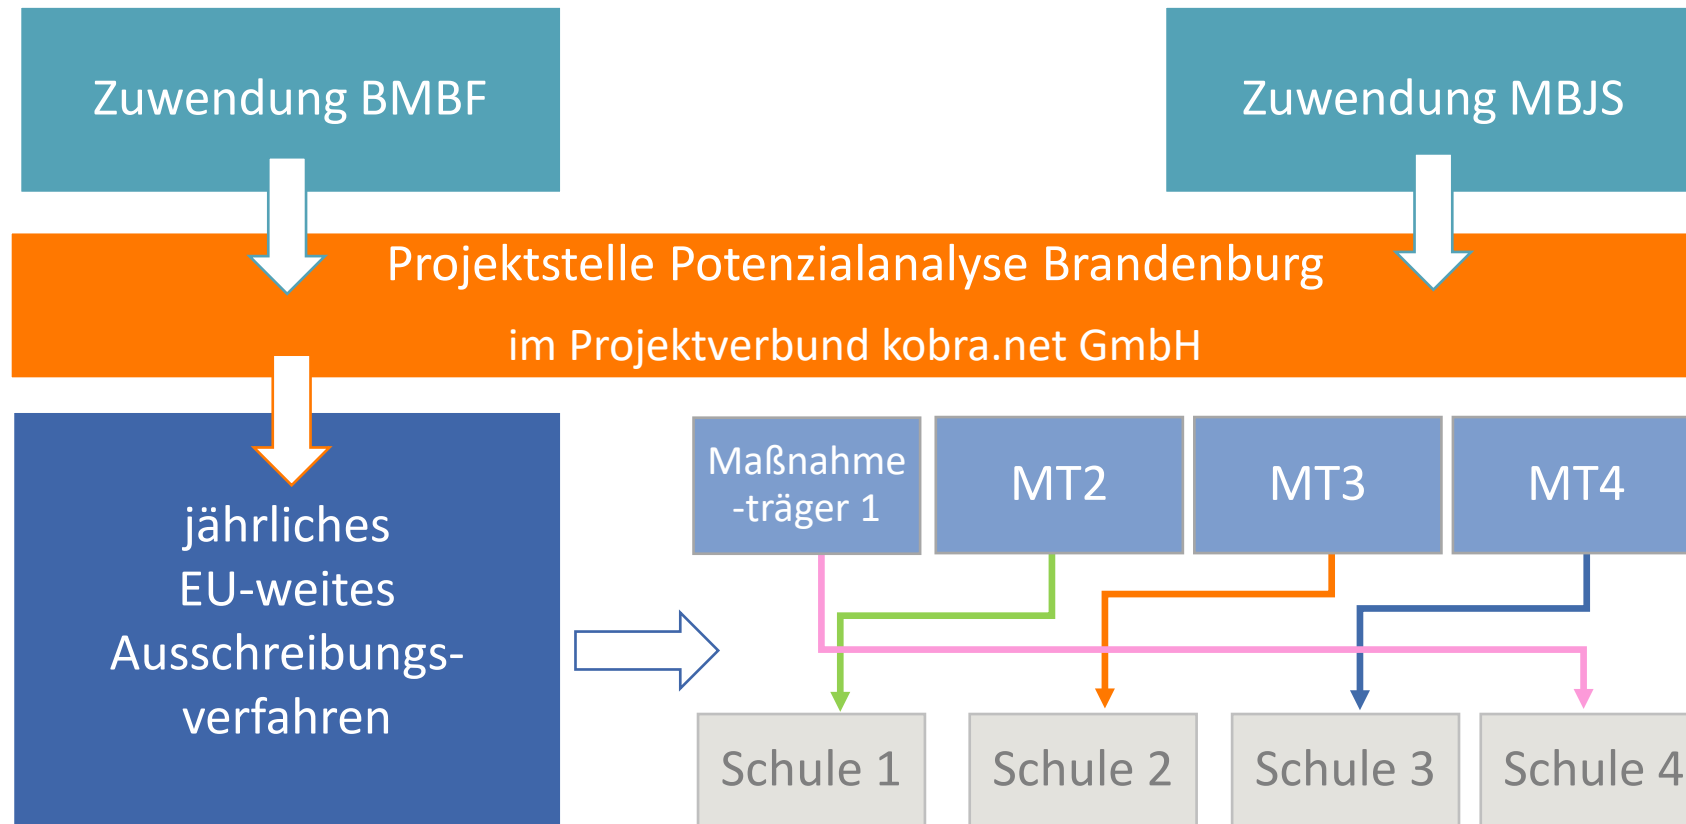 Zuwendung BMBF
Zuwendung MBJS
Projektstelle Potenzialanalyse Brandenburg
im Projektverbund kobra.net GmbH
jährliches
EU-weites
Ausschreibungs-
verfahren
Maßnahme
-träger 1
MT2
MT3
MT4
Schule 1
Schule 2
Schule 3
Schule 4